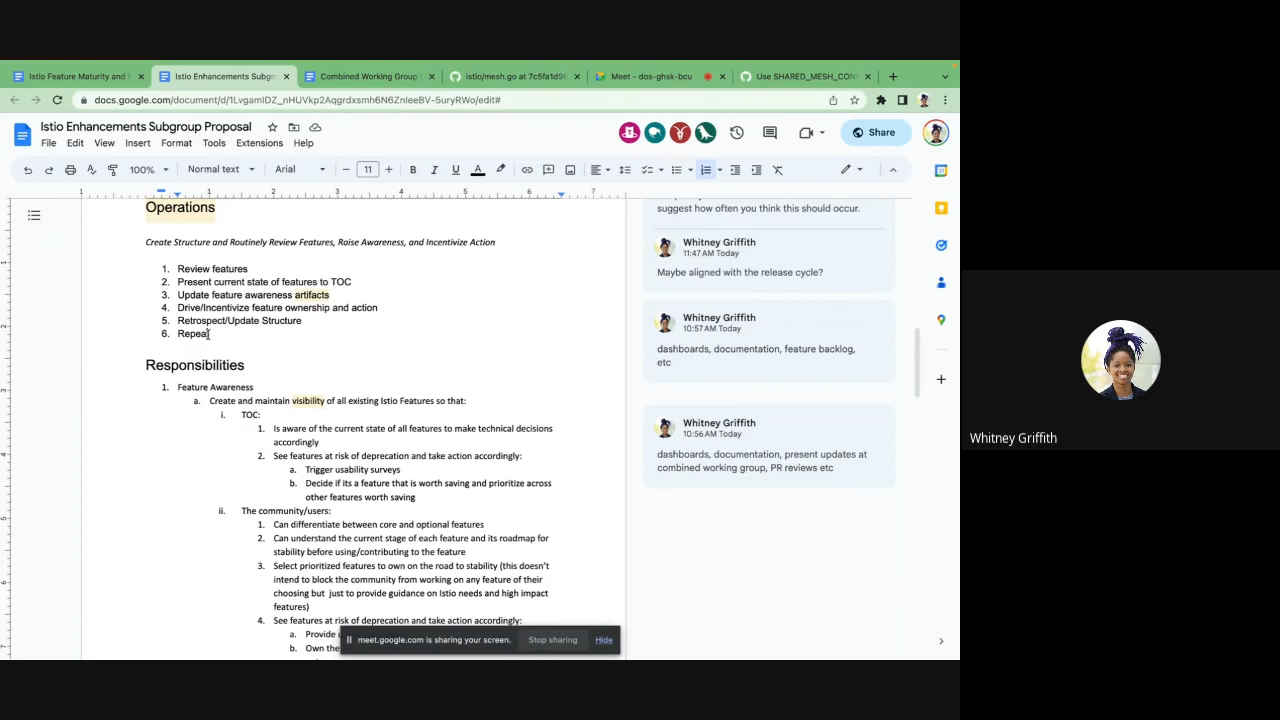 Istio Feature Maturity and
Istio Enhancements Subgr
Combined Working Group
istio/mesh.go at 7c5fa1d9
Meet - dos-ghsk-bcu
Use SHARED_MESH_CON
docs.google.com/document/d/
Istio Enhancements Subgroup Proposal
Share
File Edit View Insert Format Tools Extensions Help
100% Normal text Arial 11
1 1 2 3 4 5 6 7
Operations
Create Structure and Routinely Review Features, Raise Awareness, and Incentivize Action
1. Review features
2. Present current state of features to TOC
3. Update feature awareness artifacts
4. Drive/Incentivize feature ownership and action
5. Retrospect/Update Structure
6. Repeat
Responsibilities
1. Feature Awareness
a. Create and maintain visibility of all existing Istio Features so that:
i. TOC:
1. Is aware of the current state of all features to make technical decisions
accordingly
2. See features at risk of deprecation and take action accordingly:
a. Trigger usability surveys
b. Decide if its a feature that is worth saving and prioritize across
other features worth saving
ii. The community/users:
1. Can differentiate between core and optional features
2. Can understand the current stage of each feature and its roadmap for
stability before using/contributing to the feature
3. Select prioritized features to own on the road to stability (this doesn't
intend to block the community from working on any feature of their
choosing but just to provide guidance on Istio needs and high impact
features)
4. See features at risk of deprecation and take action accordingly:
a. Provide
b. Own the
suggest how often you think this should occur.
Whitney Griffith
11:47 AM Today
Maybe aligned with the release cycle?
Whitney Griffith
10:57 AM Today
dashboards, documentation, feature backlog,
etc
Whitney Griffith
10:56 AM Today
dashboards, documentation, present updates at
combined working group, PR reviews etc
meet.google.com is sharing your screen. Stop sharing Hide
Whitney Griffith